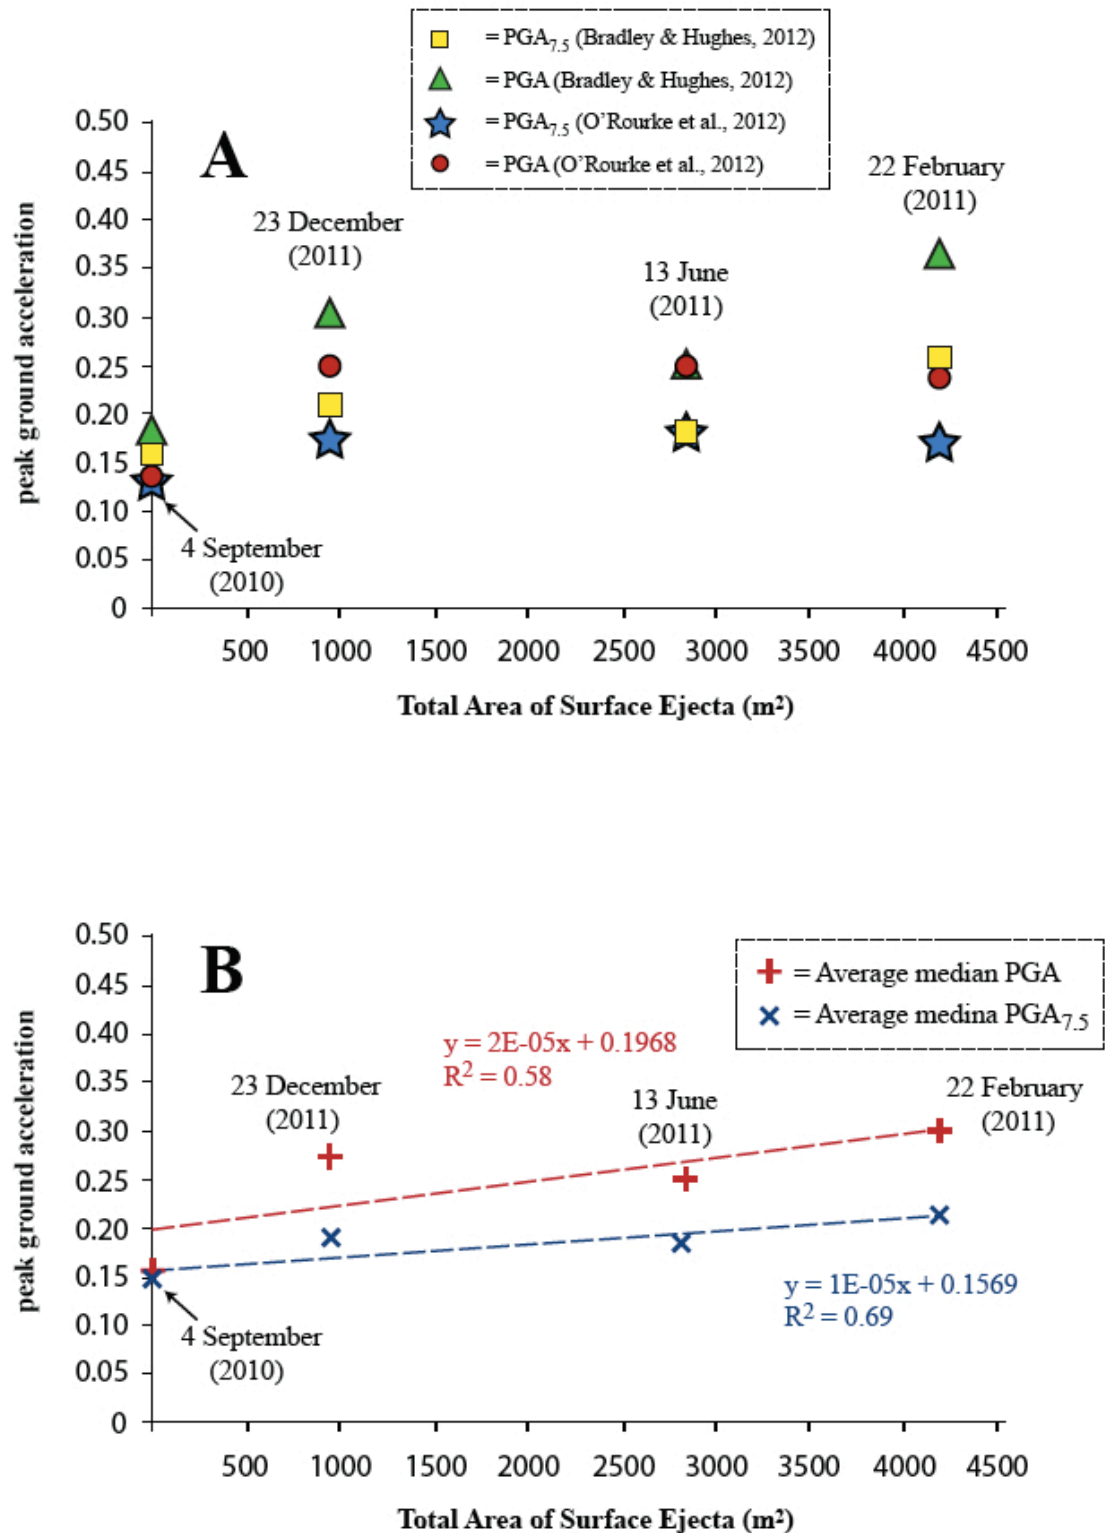 = PGA7.5 (Bradley & Hughes, 2012)
= PGA (Bradley & Hughes, 2012)
= PGA7.5 (O'Rourke et al., 2012)
= PGA (O'Rourke et al., 2012)
A
peak ground acceleration
0.50
0.45
0.40
0.35
0.30
0.25
0.20
0.15
0.10
0.05
0
23 December
(2011)
13 June
(2011)
22 February
(2011)
4 September
(2010)
500 1000 1500 2000 2500 3000 3500 4000 4500
Total Area of Surface Ejecta (m²)
B
= Average median PGA
= Average medina PGA7.5
peak ground acceleration
0.50
0.45
0.40
0.35
0.30
0.25
0.20
0.15
0.10
0.05
0
y = 2E-05x + 0.1968
R² = 0.58
23 December
(2011)
13 June
(2011)
22 February
(2011)
y = 1E-05x + 0.1569
R² = 0.69
4 September
(2010)
500 1000 1500 2000 2500 3000 3500 4000 4500
Total Area of Surface Ejecta (m²)